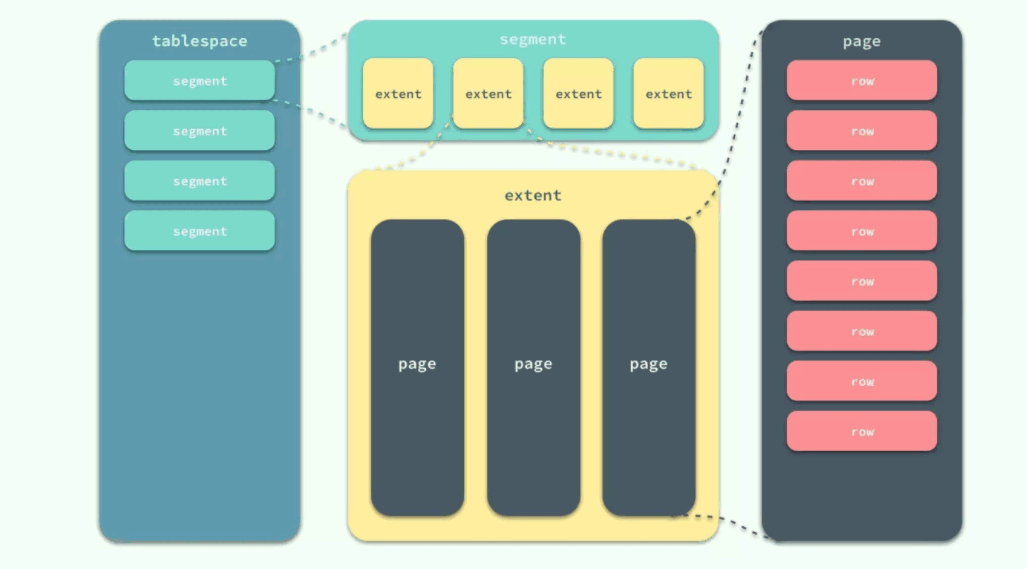 tablespace
segment
segment
segment
segment
segment
extent extent extent extent
extent
page page page
page
row
row
row
row
row
row
row
row